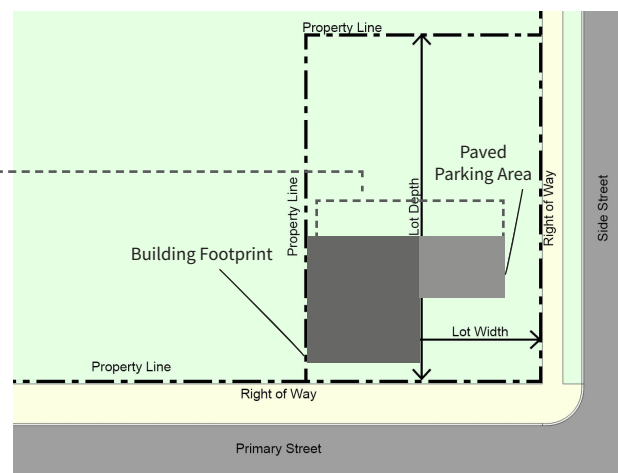 Property Line
Paved
Parking Area
Property Line
Lot Depth
Right of Way
Side Street
Building Footprint
Lot Width
Property Line
Right of Way
Primary Street